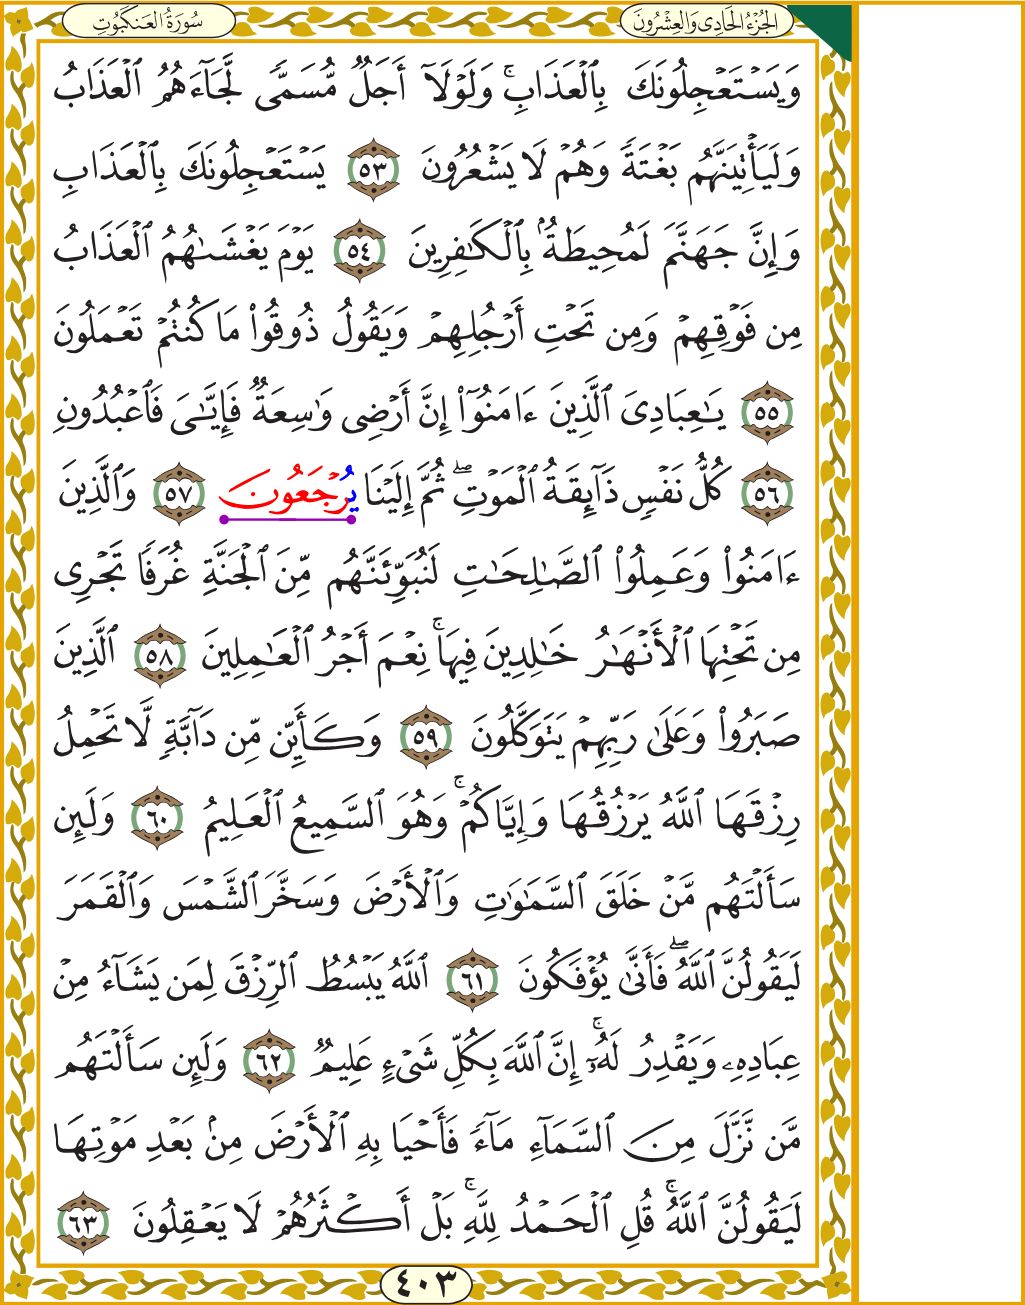 الجُزْءُ الحَادِي وَالعِشْرُونَ
سُورَةُ العَنكَبُوتِ
وَيَسْتَعْجِلُونَكَ بِٱلْعَذَابِۚ وَلَوْلَآ أَجَلٌ مُّسَمًّى لَّجَآءَهُمُ ٱلْعَذَابُ
وَلَيَأْتِيَنَّهُم بَغْتَةً وَهُمْ لَا يَشْعُرُونَ ٥٣ يَسْتَعْجِلُونَكَ بِٱلْعَذَابِ
وَإِنَّ جَهَنَّمَ لَمُحِيطَةٌۢ بِٱلْكَٰفِرِينَ ٥٤ يَوْمَ يَغْشَىٰهُمُ ٱلْعَذَابُ
مِن فَوْقِهِمْ وَمِن تَحْتِ أَرْجُلِهِمْ وَيَقُولُ ذُوقُوا۟ مَا كُنتُمْ تَعْمَلُونَ
٥٥ يَٰعِبَادِىَ ٱلَّذِينَ ءَامَنُوٓا۟ إِنَّ أَرْضِى وَٰسِعَةٌ فَإِيَّٰىَ فَٱعْبُدُونِ
٥٦ كُلُّ نَفْسٍ ذَآئِقَةُ ٱلْمَوْتِۖ ثُمَّ إِلَيْنَا يُرْجَعُونَ ٥٧ وَٱلَّذِينَ
ءَامَنُوا۟ وَعَمِلُوا۟ ٱلصَّٰلِحَٰتِ لَنُبَوِّئَنَّهُم مِّنَ ٱلْجَنَّةِ غُرَفًا تَجْرِى
مِن تَحْتِهَا ٱلْأَنْهَٰرُ خَٰلِدِينَ فِيهَاۚ نِعْمَ أَجْرُ ٱلْعَٰمِلِينَ ٥٨ ٱلَّذِينَ
صَبَرُوا۟ وَعَلَىٰ رَبِّهِمْ يَتَوَكَّلُونَ ٥٩ وَكَأَيِّن مِّن دَآبَّةٍ لَّا تَحْمِلُ
رِزْقَهَا ٱللَّهُ يَرْزُقُهَا وَإِيَّاكُمْۚ وَهُوَ ٱلسَّمِيعُ ٱلْعَلِيمُ ٦٠ وَلَئِن
سَأَلْتَهُم مَّنْ خَلَقَ ٱلسَّمَٰوَٰتِ وَٱلْأَرْضَ وَسَخَّرَ ٱلشَّمْسَ وَٱلْقَمَرَ
لَيَقُولُنَّ ٱللَّهُۖ فَأَنَّىٰ يُؤْفَكُونَ ٦١ ٱللَّهُ يَبْسُطُ ٱلرِّزْقَ لِمَن يَشَآءُ مِنْ
عِبَادِهِۦ وَيَقْدِرُ لَهُۥٓۚ إِنَّ ٱللَّهَ بِكُلِّ شَىْءٍ عَلِيمٌ ٦٢ وَلَئِن سَأَلْتَهُم
مَّن نَّزَّلَ مِنَ ٱلسَّمَآءِ مَآءً فَأَحْيَا بِهِ ٱلْأَرْضَ مِنۢ بَعْدِ مَوْتِهَا
لَيَقُولُنَّ ٱللَّهُۚ قُلِ ٱلْحَمْدُ لِلَّهِۚ بَلْ أَكْثَرُهُمْ لَا يَعْقِلُونَ ٦٣
٤٠٣